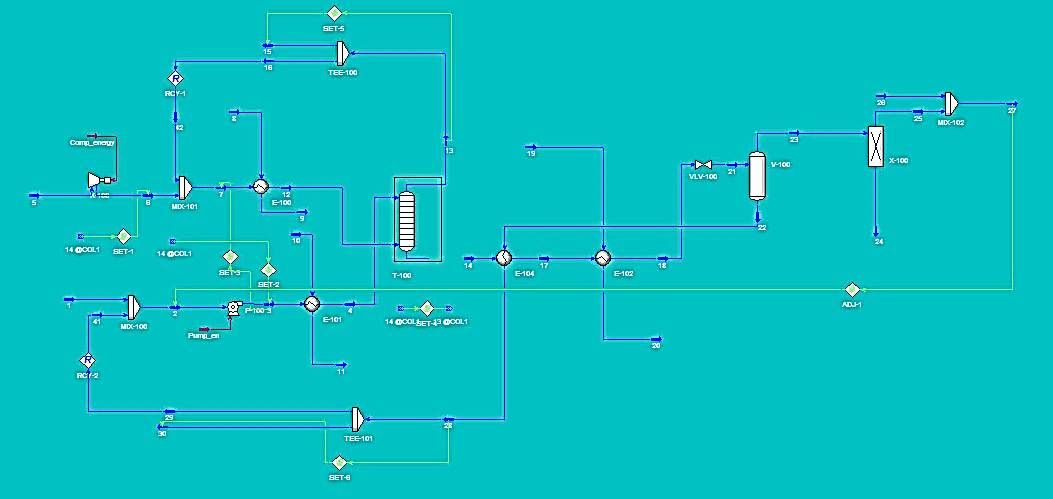 SET-5
15
16
TEE-100
R
RCY-1
42
8
13
Comp_energy
26
27
25
MIX-102
23
X-100
5
6
MIX-101
7
12
E-100
9
19
V-100
VLV-100
21
22
24
14 @COL1
SET-1
14 @COL1
10
SET-3
SET-2
T-100
14
E-104
17
E-102
18
1
2
41
MIX-100
P-100
3
E-101
4
14 @COL1
SET-4
13 @COL1
ADJ-1
Pump_en
20
R
RCY-2
11
29
30
TEE-101
28
SET-6